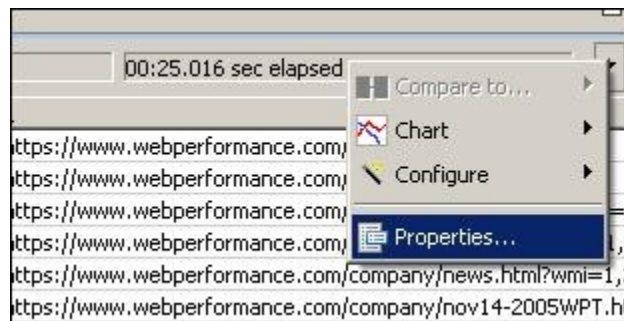 00:25.016 sec elapsed
Compare to...
Chart
Configure
Properties...
ttps://www.webperformance.com/
ttps://www.webperformance.com/
ttps://www.webperformance.com/
ttps://www.webperformance.com/
ttps://www.webperformance.com/company/news.html?wmi=1,
ttps://www.webperformance.com/company/nov14-2005WPT.h